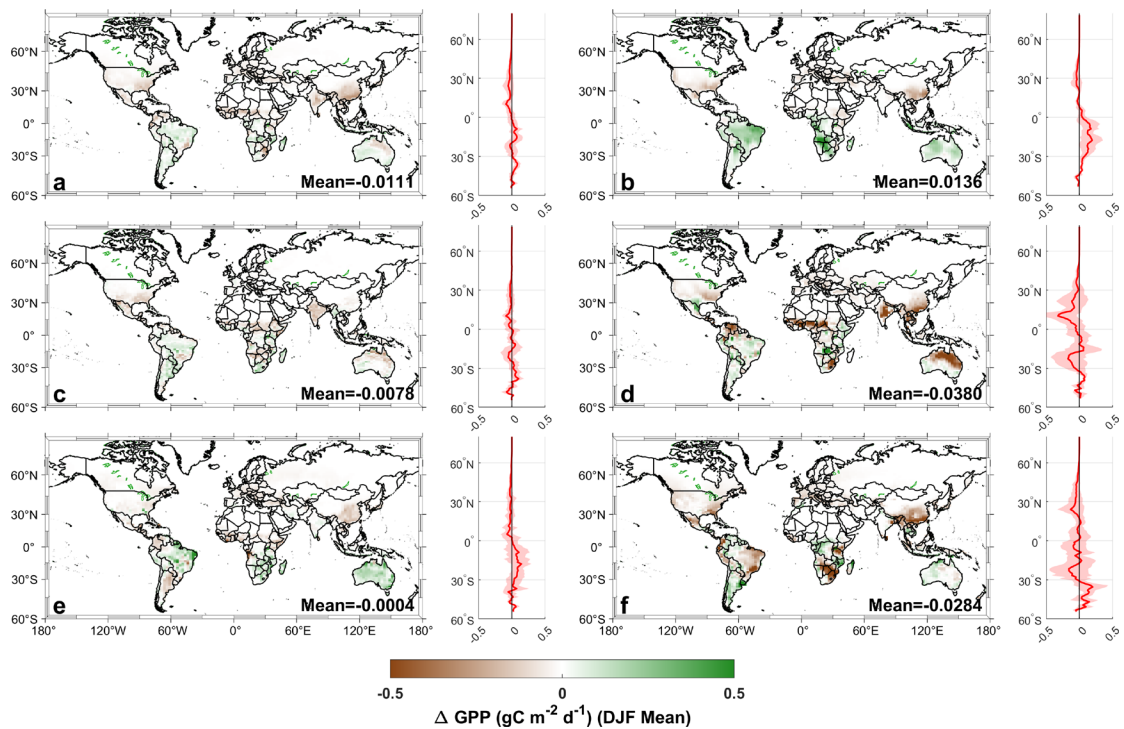 60°N
30°N
0°
30°S
60°S
a
Mean=-0.0111
60°N
30°N
0
30°S
60°S
-0.5
0
0.5
60°N
30°N
0°
30°S
60°S
b
Mean=0.0136
60°N
30°N
0°
30°S
60°S
-0.5
0
0.5
60°N
30°N
0°
30°S
60°S
c
Mean=-0.0078
60°N
30°N
0°
30°S
60°S
-0.5
0
0.5
60°N
30°N
0°
30°S
60°S
d
Mean=-0.0380
60°N
30°N
0°
30°S
60°S
-0.5
0
0.5
60°N
30°N
0°
30°S
60°S
e
Mean=-0.0004
180°
120°W
60°W
0°
60°E
120°E
180°
60°N
30°N
0°
30°S
60°S
-0.5
0
0.5
60°N
30°N
0°
30°S
60°S
f
Mean=-0.0284
180°
120°W
60°W
0°
60°E
120°E
180°
60°N
30°N
0°
30°S
60°S
-0.5
0
0.5
-0.5 0 0.5
Δ GPP (gC m⁻² d⁻¹) (DJF Mean)